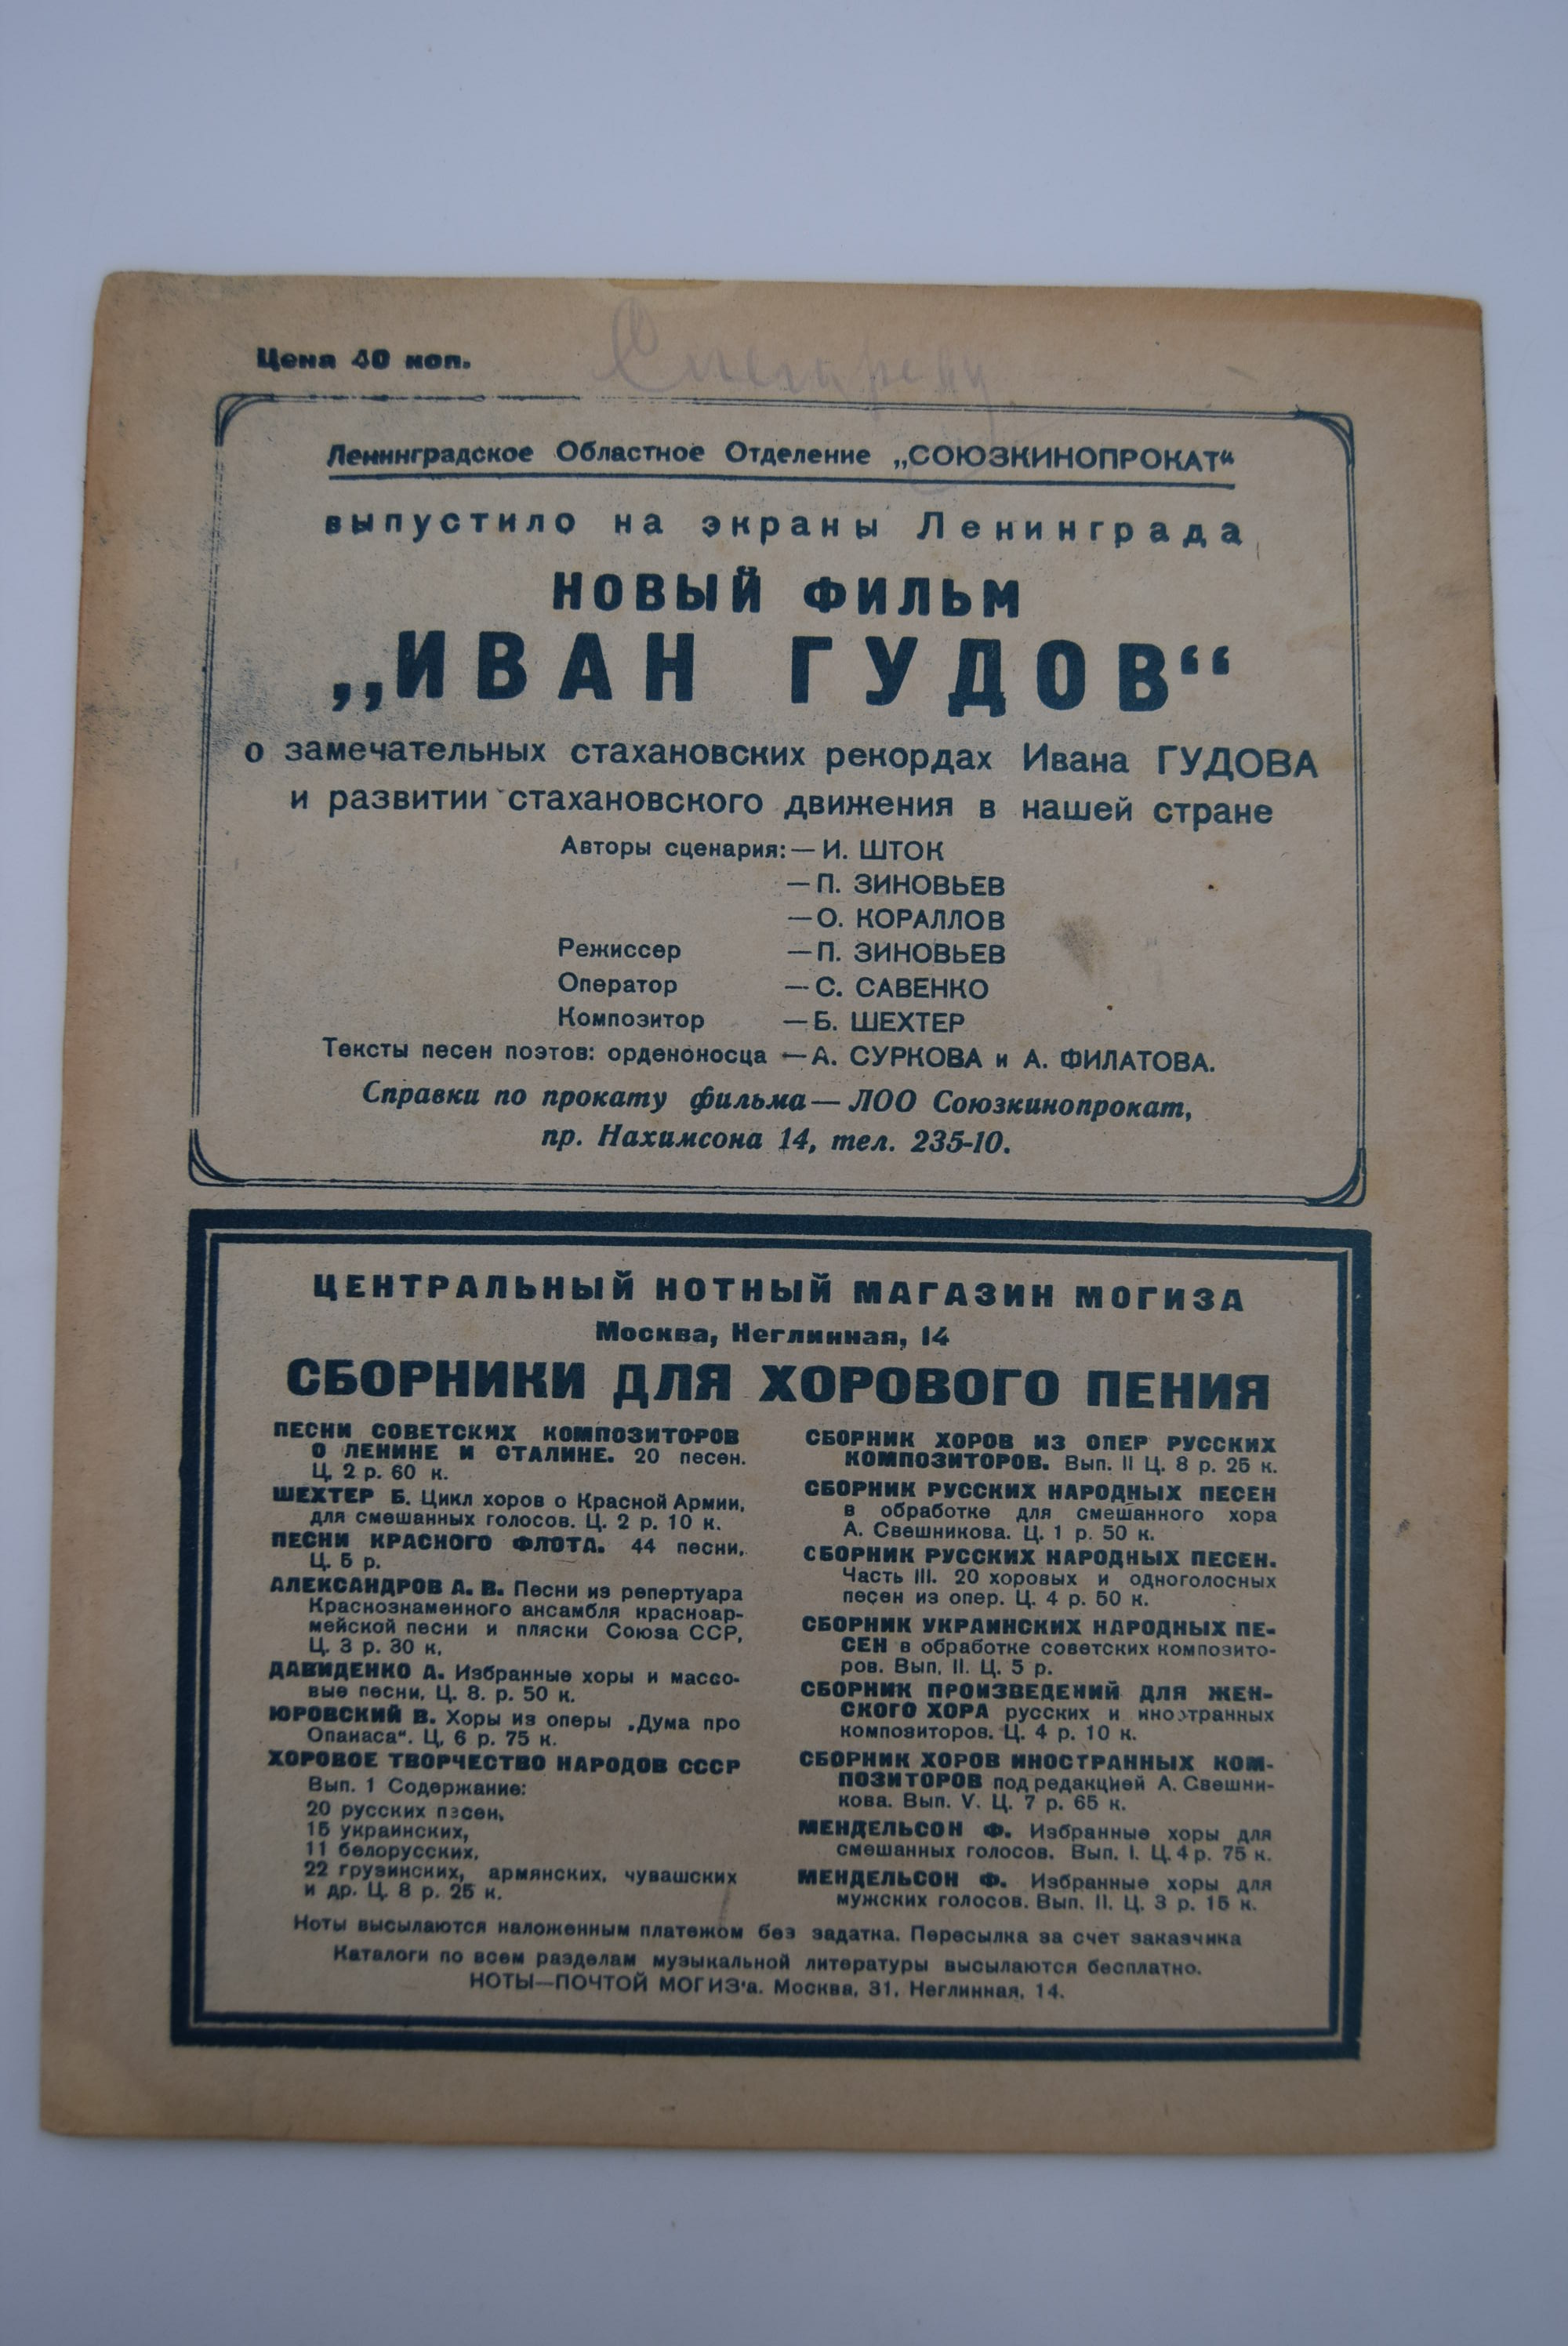 Цена 40 коп.
Ленинградское Областное Отделение „СОЮЗКИНОПРОКАТ“
выпустило на экраны Ленинграда
НОВЫЙ ФИЛЬМ
„ИВАН ГУДОВ“
о замечательных стахановских рекордах Ивана ГУДОВА
и развитии стахановского движения в нашей стране
Авторы сценария: — И. ШТОК
— П. ЗИНОВЬЕВ
— О. КОРАЛЛОВ
Режиссер — П. ЗИНОВЬЕВ
Оператор — С. САВЕНКО
Композитор — Б. ШЕХТЕР
Тексты песен поэтов: орденоносца — А. СУРКОВА и А. ФИЛАТОВА.
Справки по прокату фильма — ЛОО Союзкинопрокат,
пр. Нахимсона 14, тел. 235-10.
ЦЕНТРАЛЬНЫЙ НОТНЫЙ МАГАЗИН МОГИЗА
Москва, Неглинная, 14
СБОРНИКИ ДЛЯ ХОРОВОГО ПЕНИЯ
ПЕСНИ СОВЕТСКИХ КОМПОЗИТОРОВ
О ЛЕНИНЕ И СТАЛИНЕ. 20 песен.
Ц. 2 р. 60 к.
ШЕХТЕР Б. Цикл хоров о Красной Армии,
для смешанных голосов. Ц. 2 р. 10 к.
ПЕСНИ КРАСНОГО ФЛОТА. 44 песни.
Ц. 5 р.
АЛЕКСАНДРОВ А. В. Песни из репертуара
Краснознаменного ансамбля красноар-
мейской песни и пляски Союза ССР,
Ц. 3 р. 30 к.
ДАВИДЕНКО А. Избранные хоры и массо-
вые песни, Ц. 8. р. 50 к.
ЮРОВСКИЙ В. Хоры из оперы „Дума про
Опанаса“. Ц. 6 р. 75 к.
ХОРОВОЕ ТВОРЧЕСТВО НАРОДОВ СССР
Вып. 1 Содержание:
20 русских песен,
15 украинских,
11 белорусских,
22 грузинских, армянских, чувашских
и др. Ц. 8 р. 25 к.
СБОРНИК ХОРОВ ИЗ ОПЕР РУССКИХ
КОМПОЗИТОРОВ. Вып. II Ц. 8 р. 25 к.
СБОРНИК РУССКИХ НАРОДНЫХ ПЕСЕН
в обработке для смешанного хора
А. Свешникова. Ц. 1 р. 50 к.
СБОРНИК РУССКИХ НАРОДНЫХ ПЕСЕН.
Часть III. 20 хоровых и одноголосных
песен из опер. Ц. 4 р. 50 к.
СБОРНИК УКРАИНСКИХ НАРОДНЫХ ПЕ-
СЕН в обработке советских композито-
ров. Вып. II. Ц. 5 р.
СБОРНИК ПРОИЗВЕДЕНИЙ ДЛЯ ЖЕН-
СКОГО ХОРА русских и иностранных
композиторов. Ц. 4 р. 10 к.
СБОРНИК ХОРОВ ИНОСТРАННЫХ КОМ-
ПОЗИТОРОВ под редакцией А. Свешни-
кова. Вып. V. Ц. 7 р. 65 к.
МЕНДЕЛЬСОН Ф. Избранные хоры для
смешанных голосов. Вып. I. Ц. 4 р. 75 к.
МЕНДЕЛЬСОН Ф. Избранные хоры для
мужских голосов. Вып. II. Ц. 3 р. 15 к.
Ноты высылаются наложенным платежом без задатка. Пересылка за счет заказчика
Каталоги по всем разделам музыкальной литературы высылаются бесплатно.
НОТЫ—ПОЧТОЙ МОГИЗ'а. Москва, 31, Неглинная, 14.